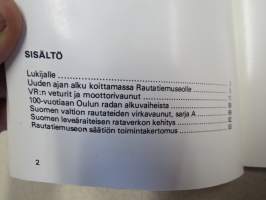 SISÄLTÖ
Lukijalle
Uuden ajan alku koittamassa Rautatiemuseolle
VR:n veturit ja moottorivaunut
100-vuotiaan Oulun radan alkuvaiheista
Suomen valtion rautateiden virkavaunut, sarja A
Suomen leveäraiteisen rataverkon kehitys
Rautatiemuseon säätiön toimintakertomus
2